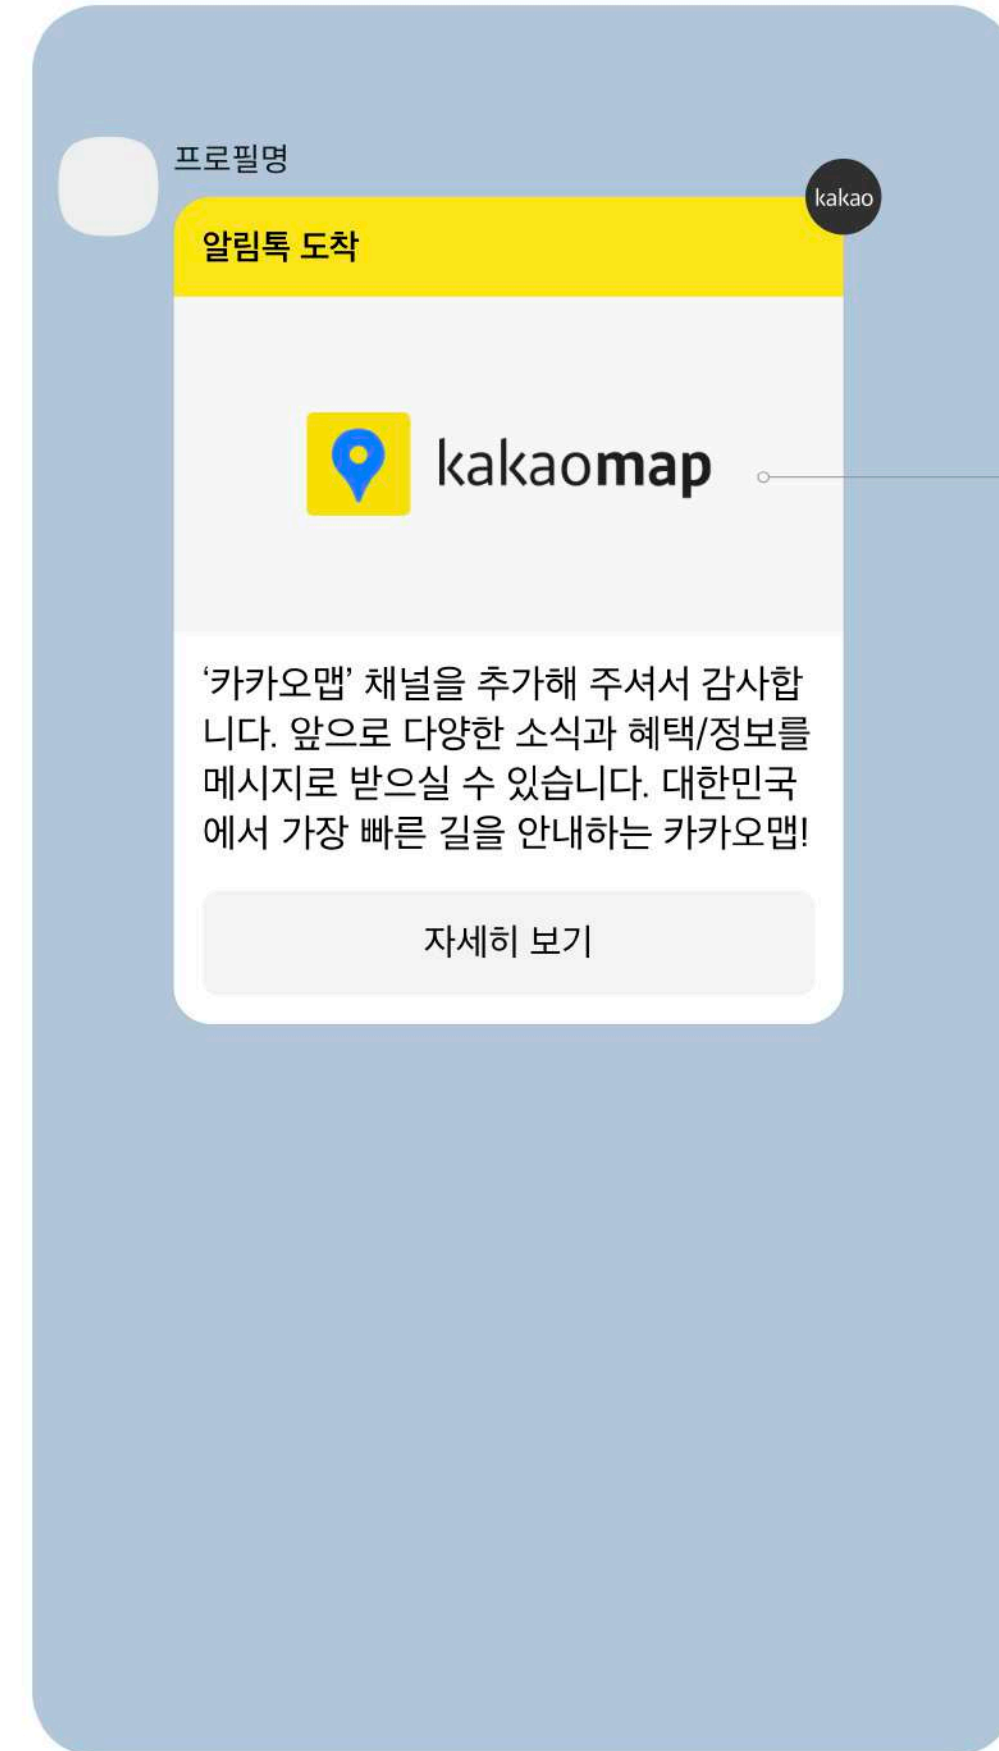 프로필명
kakao
알림톡 도착
kakaomap
‘카카오맵’ 채널을 추가해 주셔서 감사합
니다. 앞으로 다양한 소식과 혜택/정보를
메시지로 받으실 수 있습니다. 대한민국
에서 가장 빠른 길을 안내하는 카카오맵!
자세히 보기